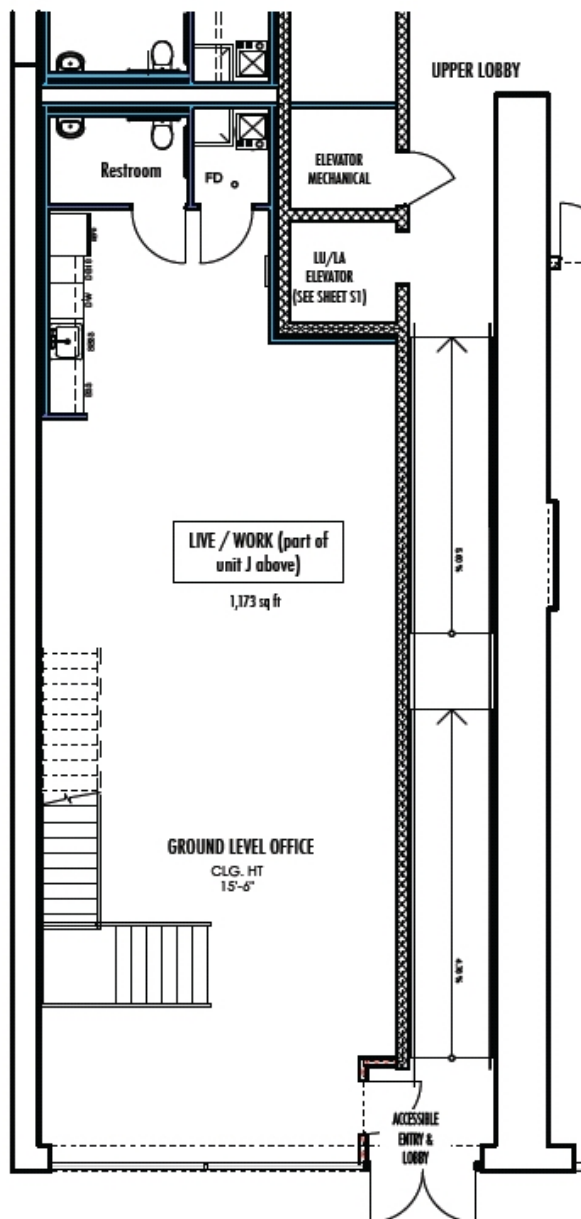 UPPER LOBBY
ELEVATOR
MECHANICAL
Restroom
FD
LU/LA
ELEVATOR
(SEE SHEET S1)
DW
LIVE / WORK (part of
unit J above)
1,173 sq ft
GROUND LEVEL OFFICE
CLG. HT
15'-6"
ACCESSIBLE
ENTRY &
LOBBY